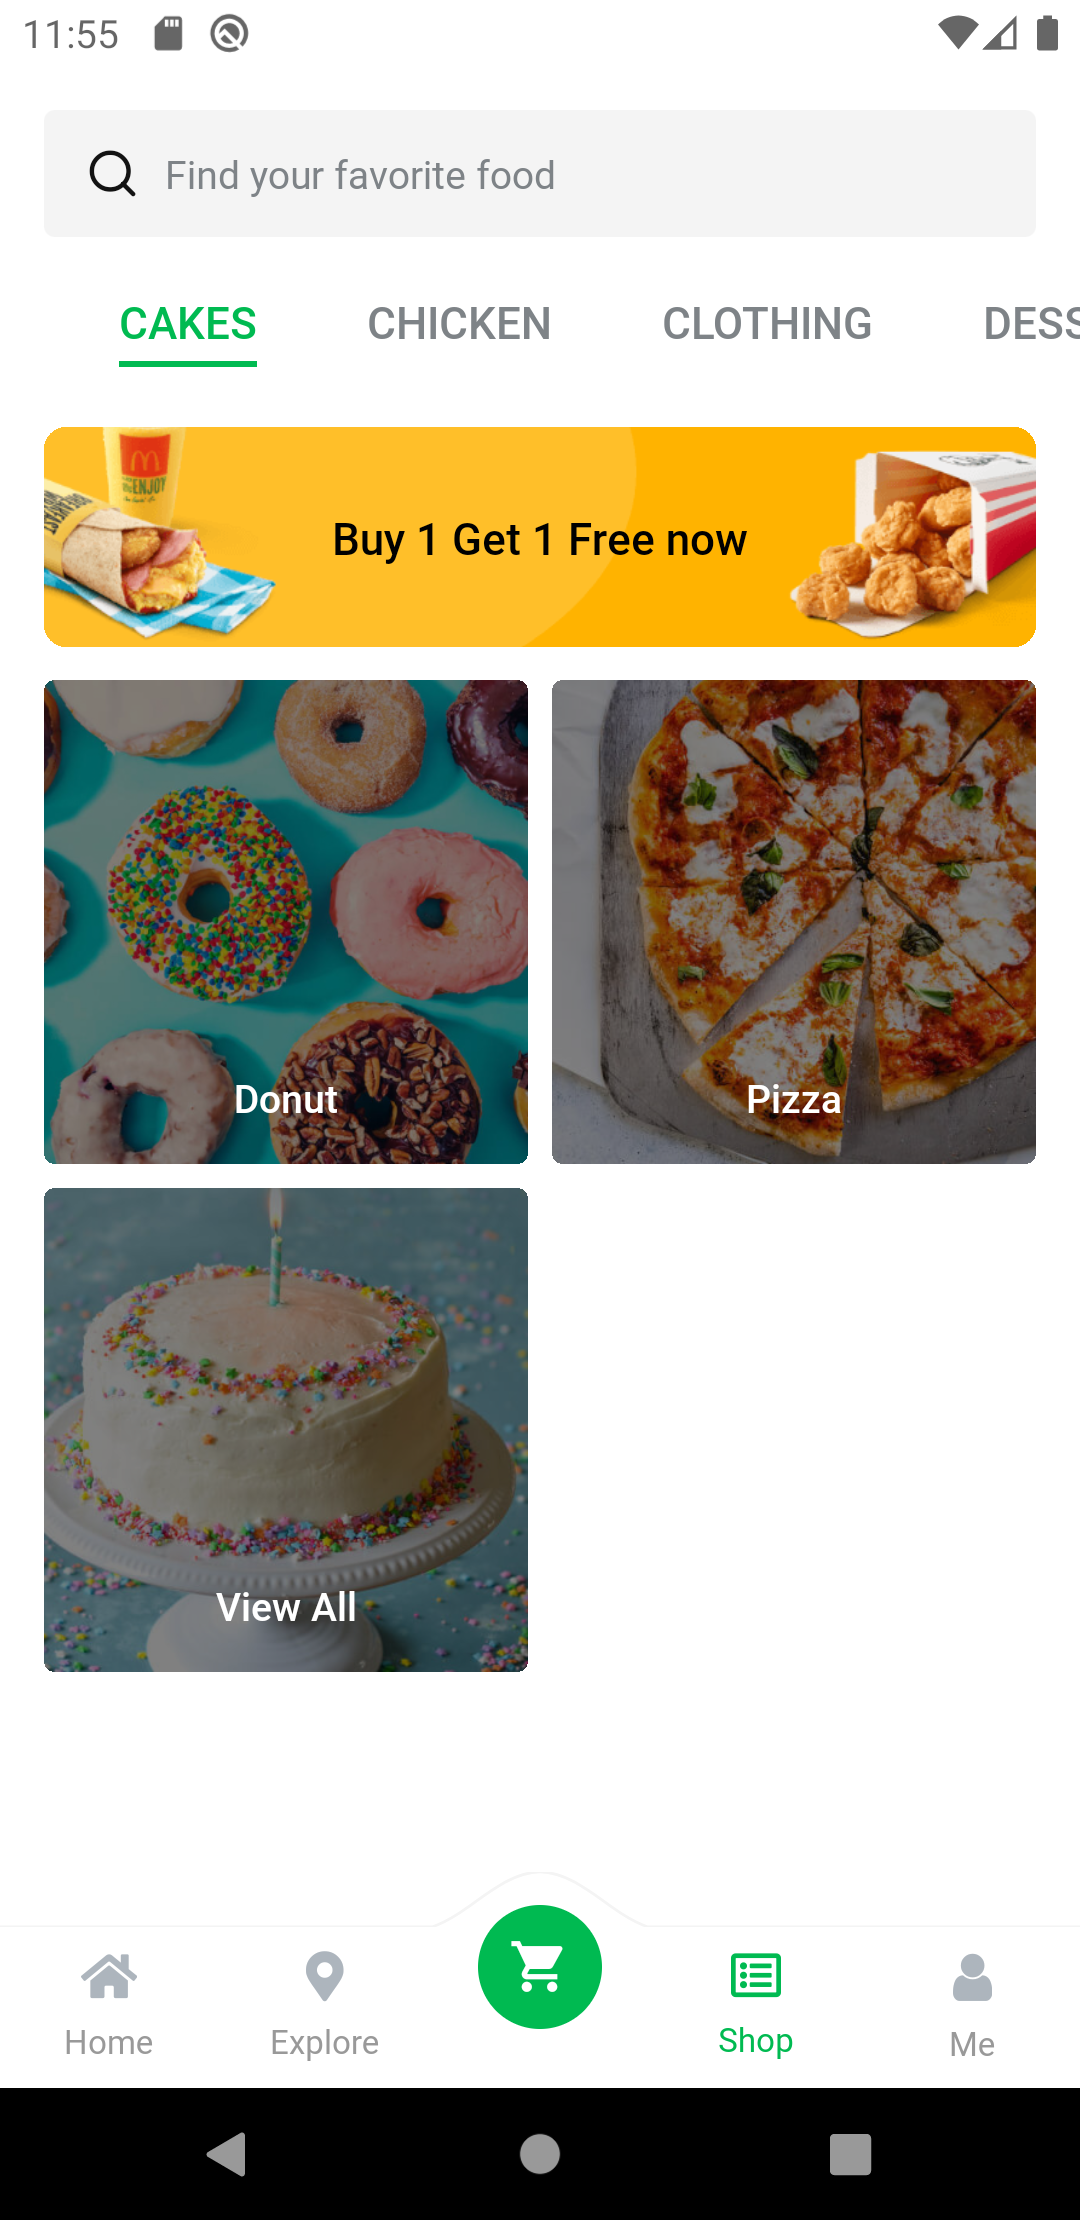 11:55
Find your favorite food
CAKES
CHICKEN
CLOTHING
DESS
ENJOY
Buy 1 Get 1 Free now
Donut
Pizza
View All
Home
Explore
Shop
Me